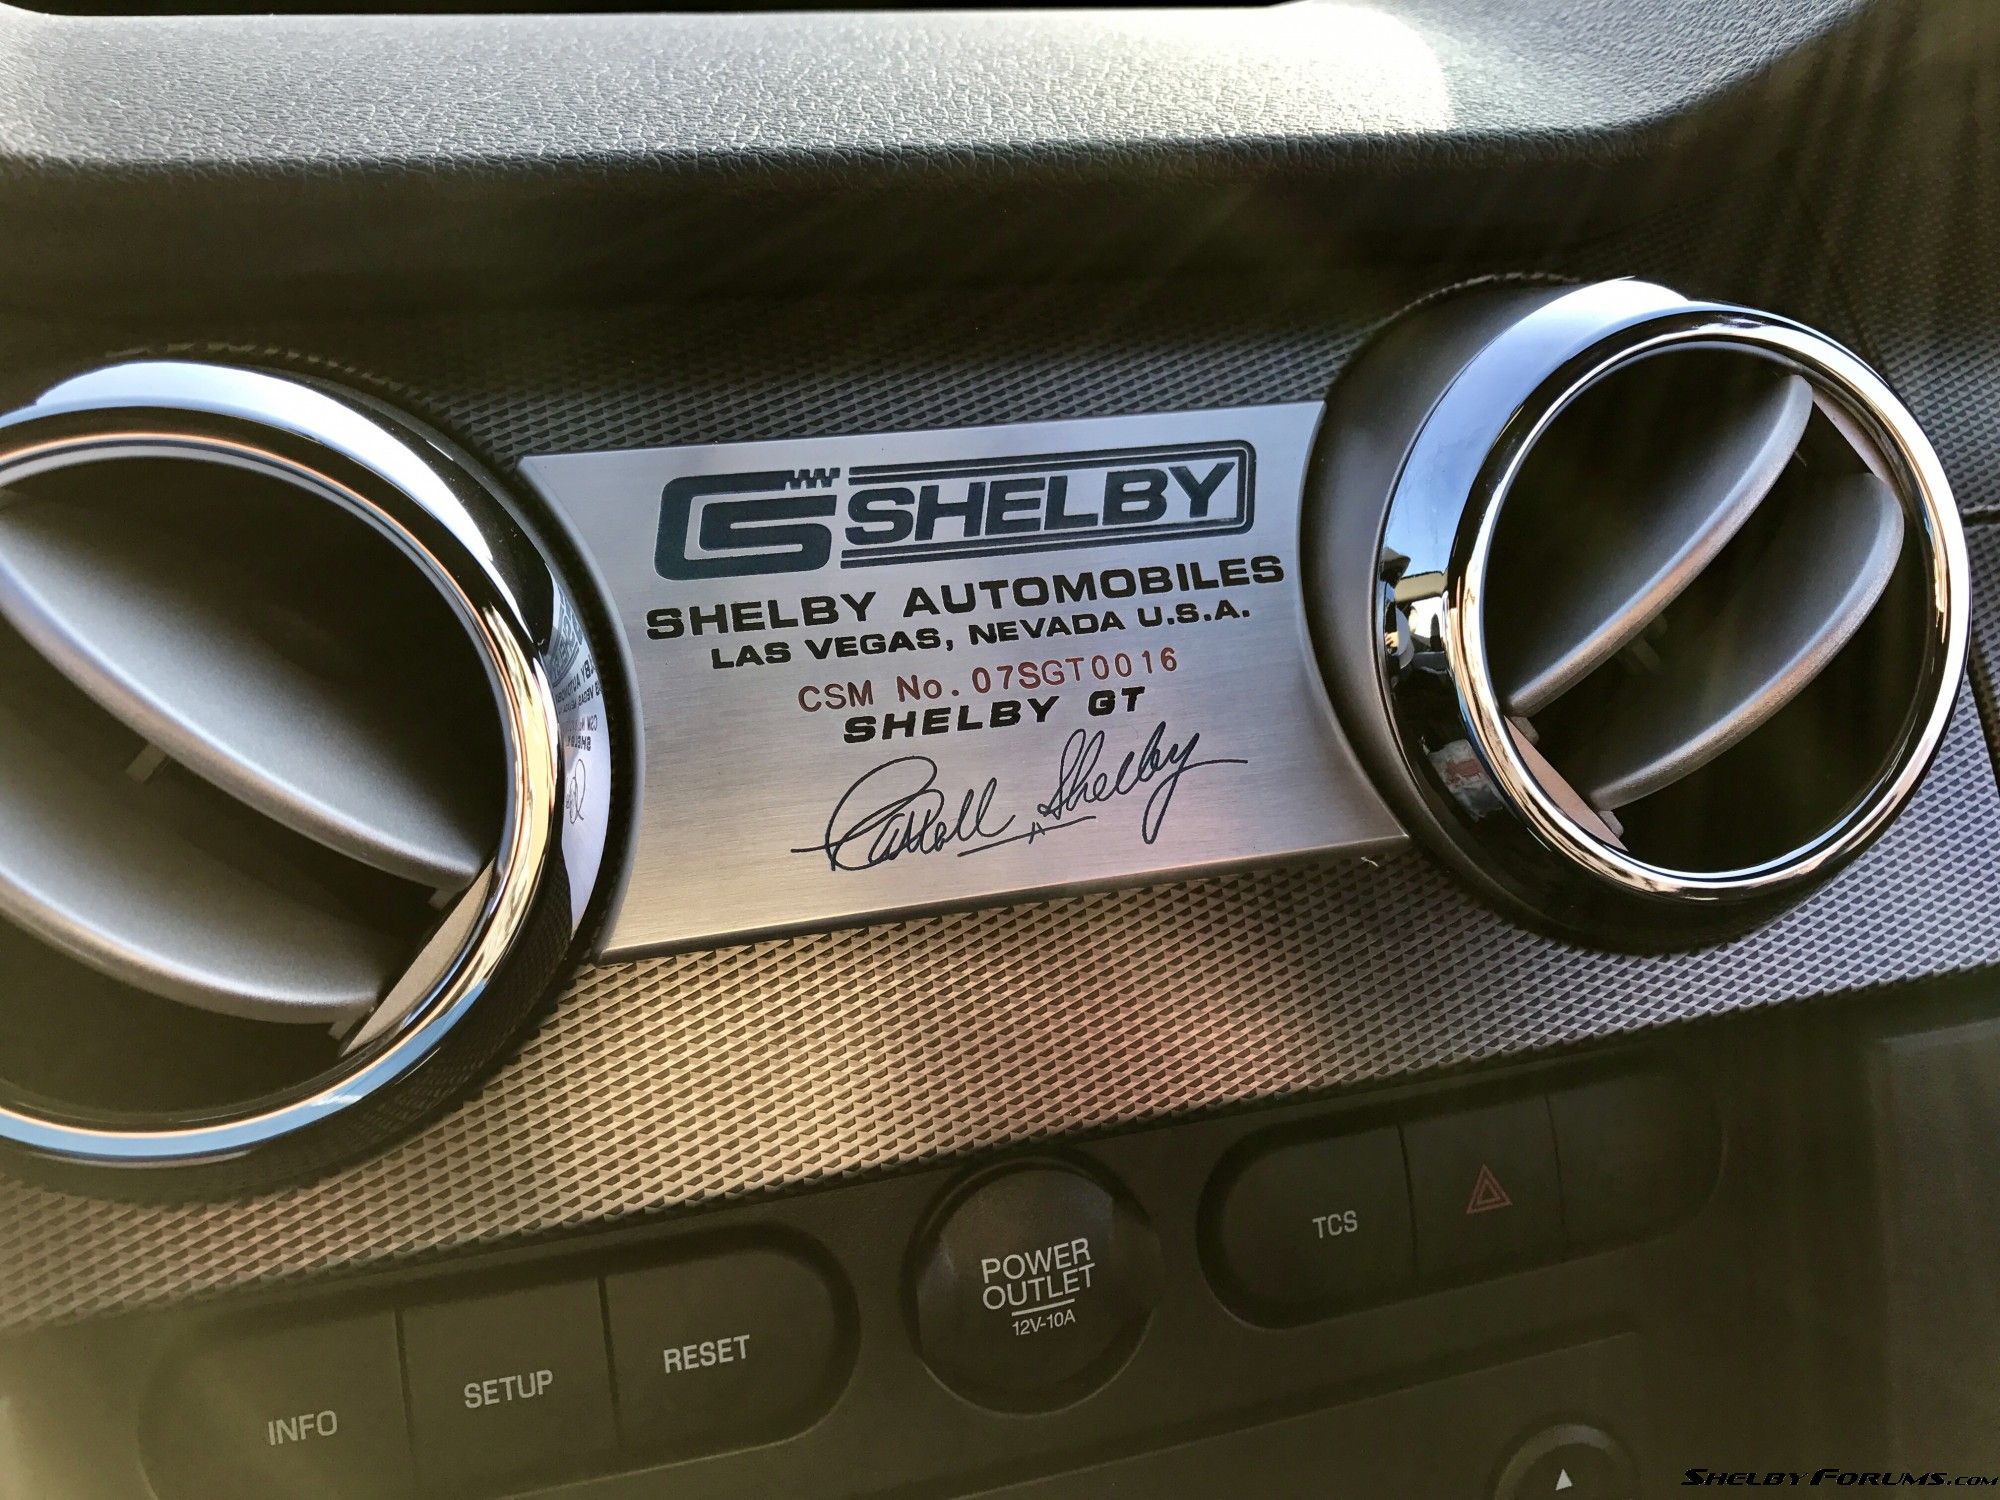 SHELBY
SHELBY AUTOMOBILES
LAS VEGAS, NEVADA U.S.A.
CSM No. 07SGT0016
SHELBY GT
Carroll Shelby
INFO
SETUP
RESET
POWER
OUTLET
12V-10A
TCS
SHELBYFORUMS.COM